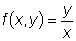 f(x,y) = y/x